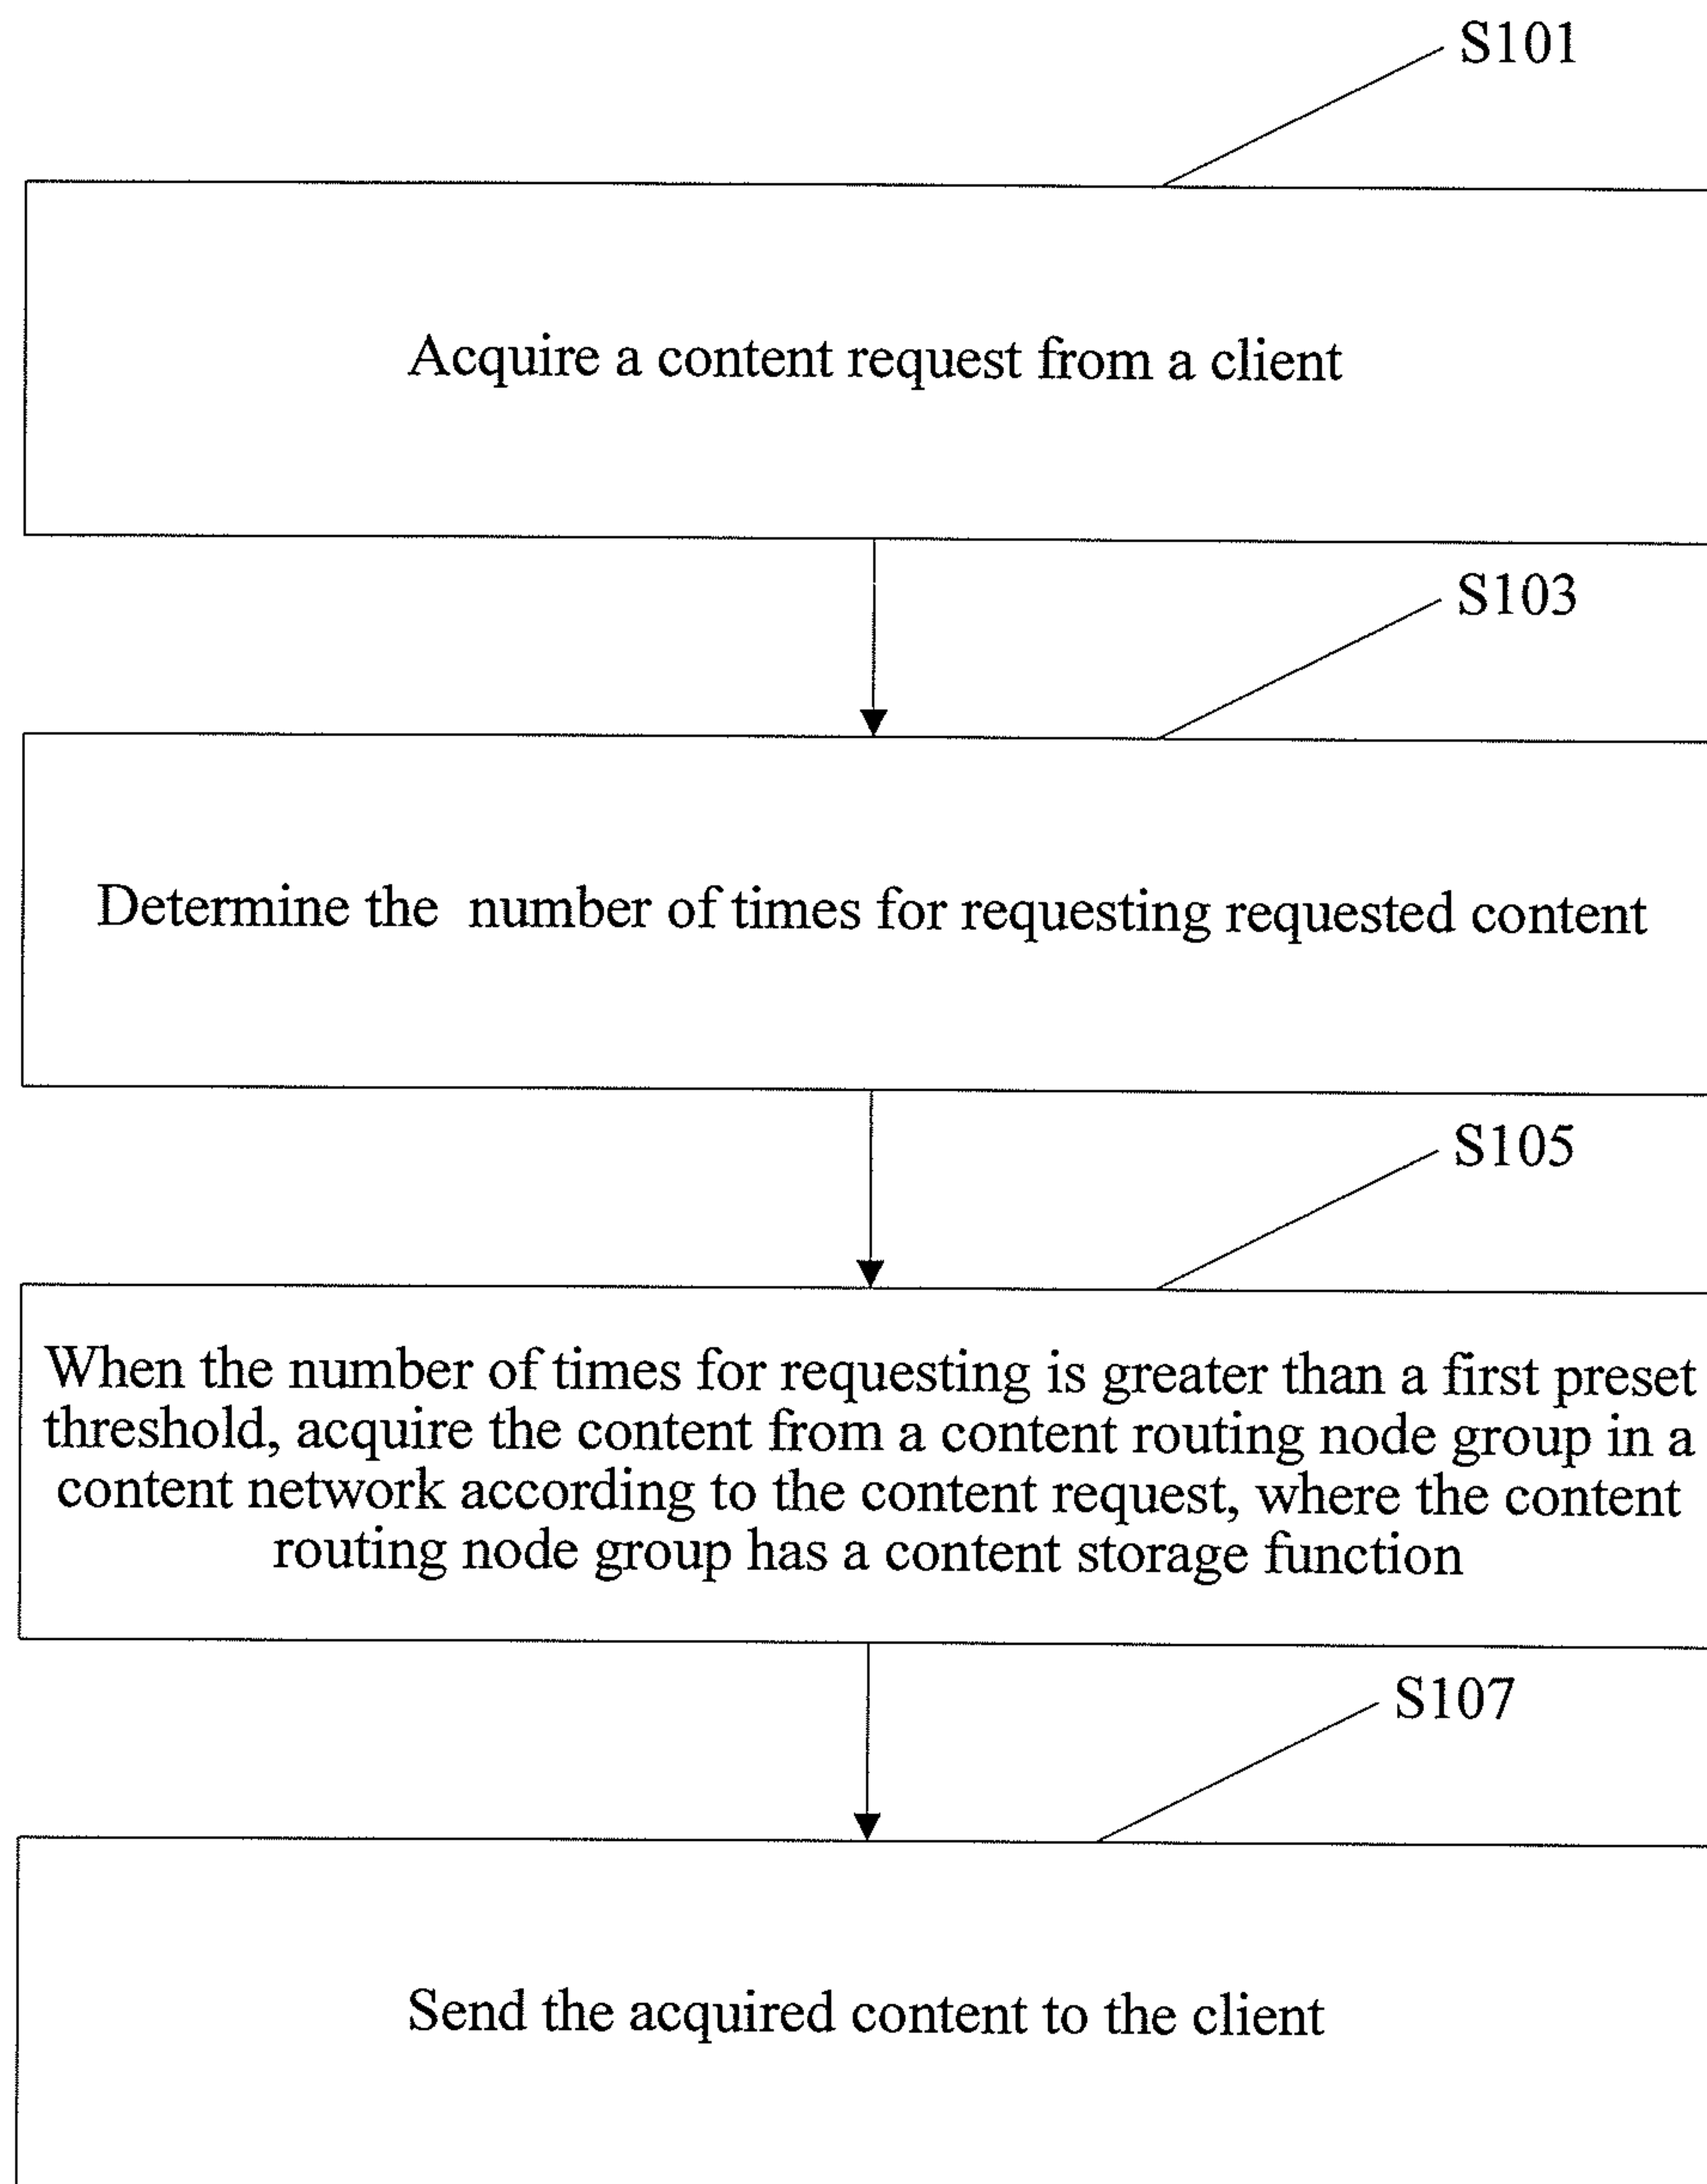 S101
Acquire a content request from a client
S103
Determine the number of times for requesting requested content
S105
When the number of times for requesting is greater than a first preset
threshold, acquire the content from a content routing node group in a
content network according to the content request, where the content
routing node group has a content storage function
S107
Send the acquired content to the client